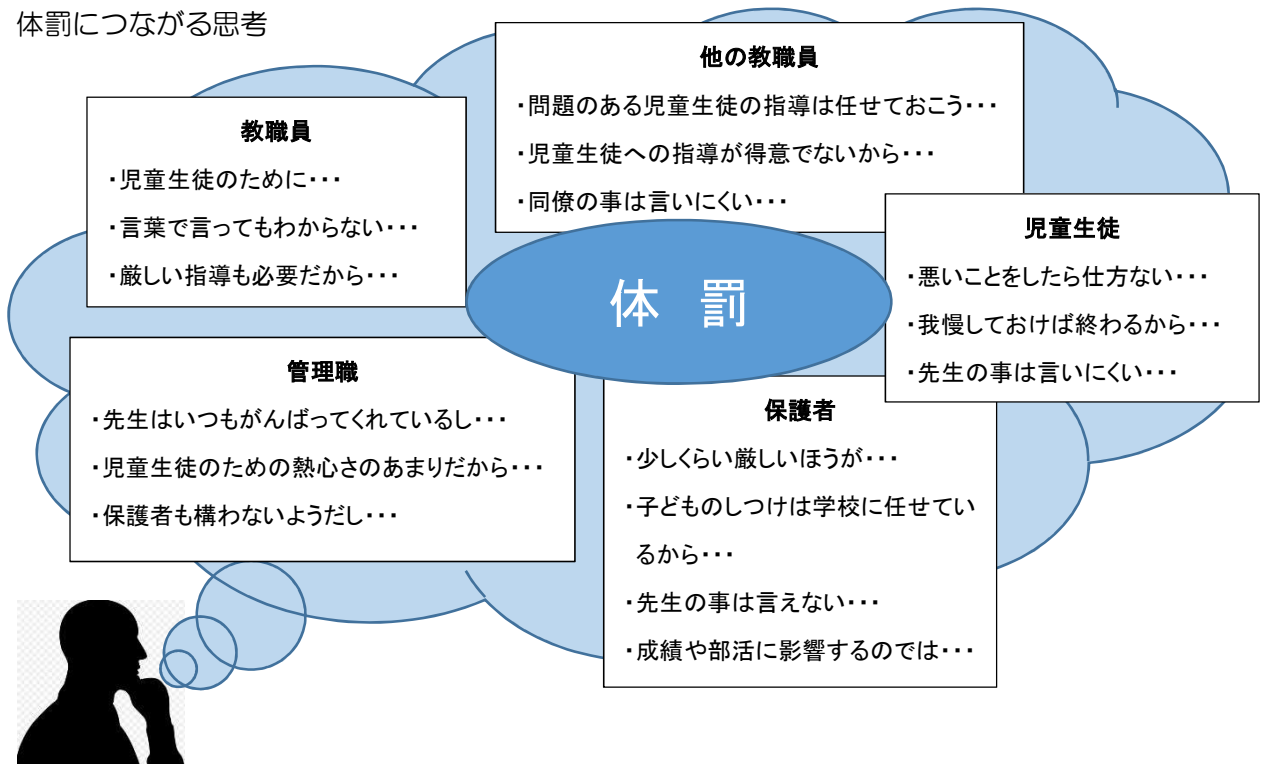 体罰につながる思考
他の教職員
・問題のある児童生徒の指導は任せておこう・・・
・児童生徒への指導が得意でないから・・・
・同僚の事は言いにくい・・・
教職員
・児童生徒のために・・・
・言葉で言ってもわからない・・・
・厳しい指導も必要だから・・・
児童生徒
・悪いことをしたら仕方ない・・・
・我慢しておけば終わるから・・・
・先生の事は言いにくい・・・
体 罰
管理職
・先生はいつもがんばってくれているし・・・
・児童生徒のための熱心さのあまりだから・・・
・保護者も構わないようだし・・・
保護者
・少しくらい厳しいほうが・・・
・子どものしつけは学校に任せてい
るから・・・
・先生の事は言えない・・・
・成績や部活に影響するのでは・・・